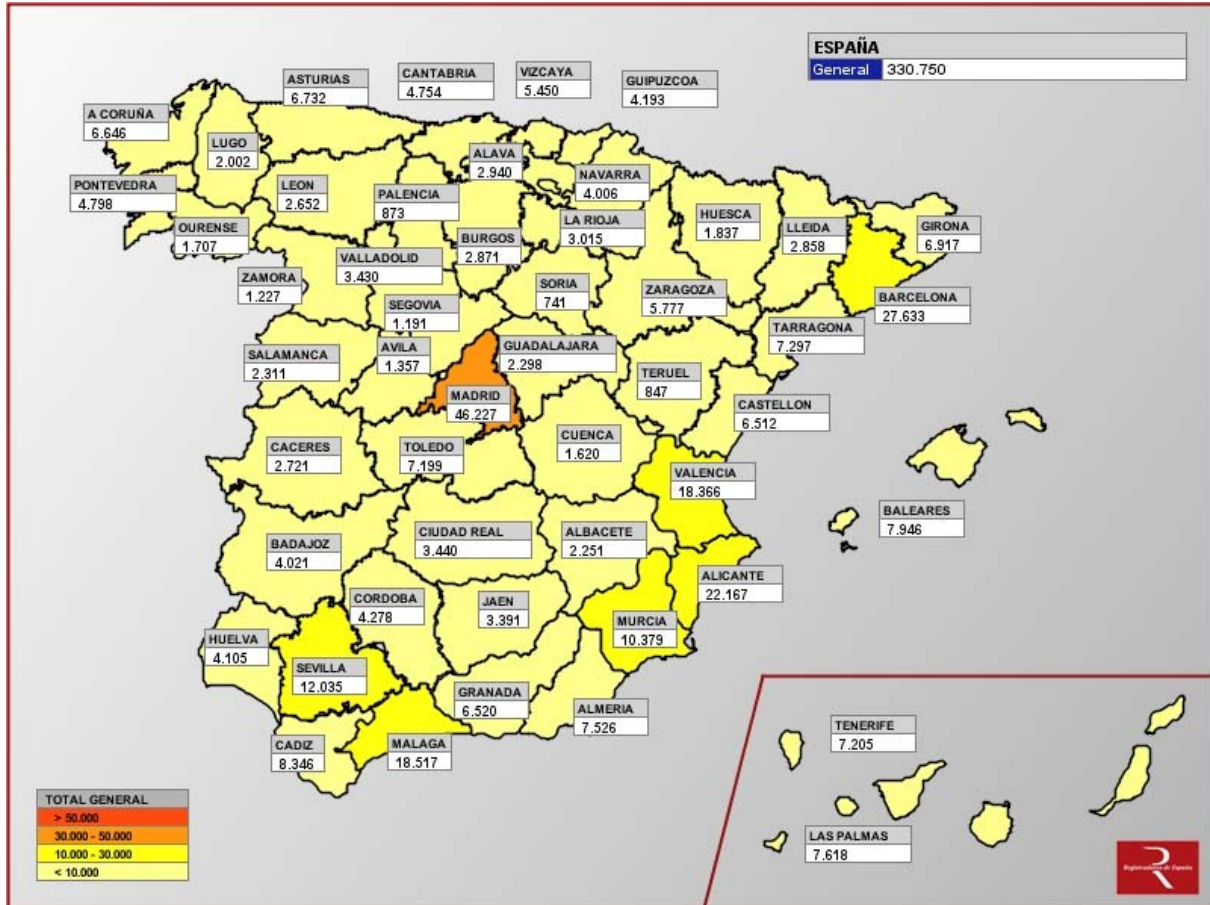 ESPAÑA
General 330.750
ASTURIAS
6.732
CANTABRIA
4.754
VIZCAYA
5.450
GUIPUZCOA
4.193
A CORUÑA
6.646
LUGO
2.002
ALAVA
2.940
NAVARRA
4.006
PONTEVEDRA
4.798
LEON
2.652
PALENCIA
873
LA RIOJA
3.015
HUESCA
1.837
LLEIDA
2.858
GIRONA
6.917
OURENSE
1.707
VALLADOLID
3.430
BURGOS
2.871
ZAMORA
1.227
SORIA
741
ZARAGOZA
5.777
BARCELONA
27.633
SEGOVIA
1.191
TARRAGONA
7.297
SALAMANCA
2.311
AVILA
1.357
GUADALAJARA
2.298
TERUEL
847
MADRID
46.227
CASTELLON
6.512
CACERES
2.721
TOLEDO
7.199
CUENCA
1.620
VALENCIA
18.366
BALEARES
7.946
BADAJOZ
4.021
CIUDAD REAL
3.440
ALBACETE
2.251
ALICANTE
22.167
CORDOBA
4.278
JAEN
3.391
MURCIA
10.379
HUELVA
4.105
SEVILLA
12.035
GRANADA
6.520
ALMERIA
7.526
CADIZ
8.346
MALAGA
18.517
TENERIFE
7.205
LAS PALMAS
7.618
TOTAL GENERAL
> 50.000
30.000 - 50.000
10.000 - 30.000
< 10.000
R
Registradores de España